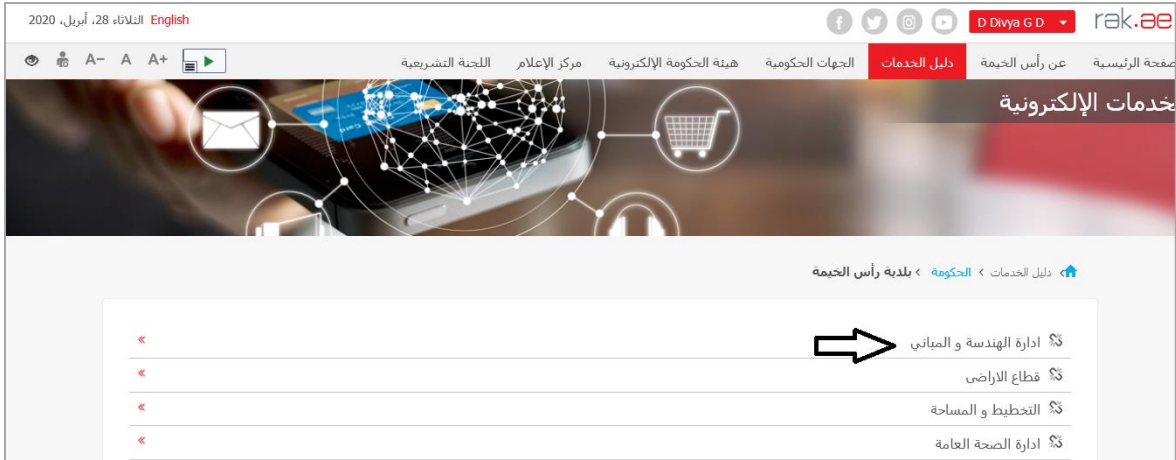 rak.ae
D Divya G D
English الثلاثاء 28، أبريل، 2020
صفحة الرئيسية عن رأس الخيمة دليل الخدمات الجهات الحكومية هيئة الحكومة الإلكترونية مركز الإعلام اللجنة التشريعية
A+ A A-
خدمات الإلكترونية
دليل الخدمات › الحكومة › بلدية رأس الخيمة
ادارة الهندسة و المباني
قطاع الاراضى
التخطيط و المساحة
ادارة الصحة العامة